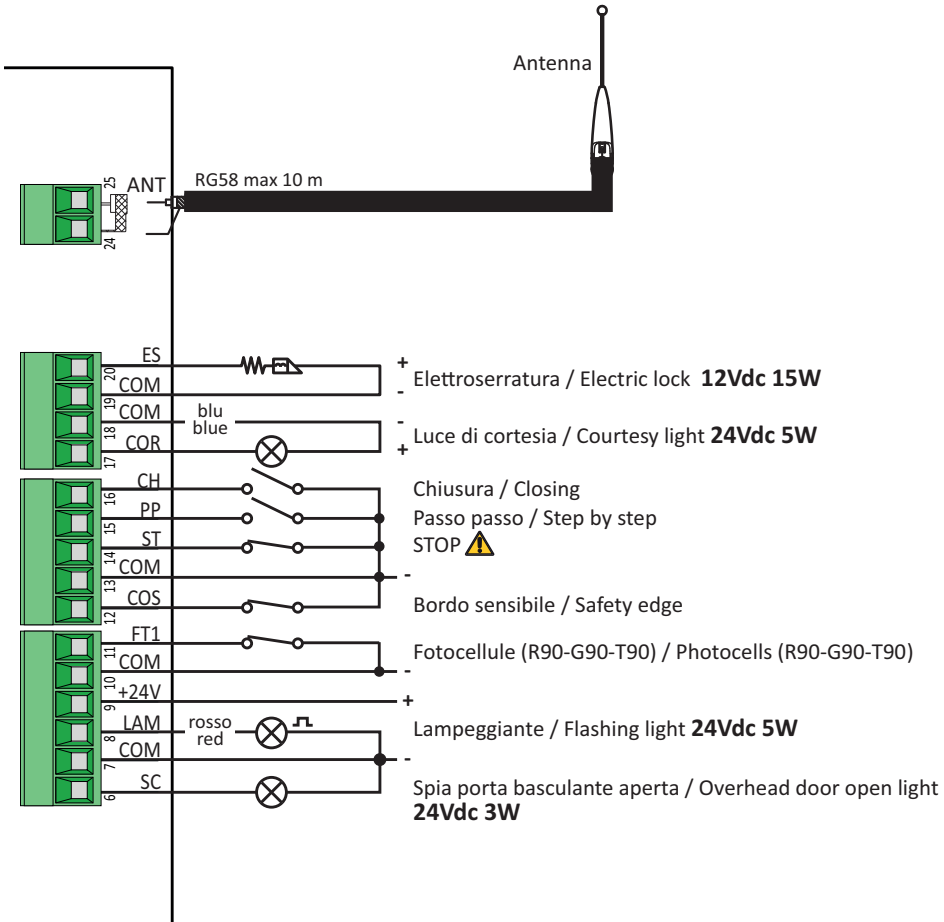 Antenna
25
ANT
RG58 max 10 m
24
ES
20
+
Elettroserratura / Electric lock 12Vdc 15W
COM
19
-
COM
18
blu
blue
-
Luce di cortesia / Courtesy light 24Vdc 5W
COR
17
+
CH
16
Chiusura / Closing
PP
15
Passo passo / Step by step
ST
14
STOP
COM
13
-
COS
12
Bordo sensibile / Safety edge
FT1
11
Fotocellule (R90-G90-T90) / Photocells (R90-G90-T90)
COM
10
-
+24V
9
+
LAM
8
rosso
red
Lampeggiante / Flashing light 24Vdc 5W
COM
7
-
SC
6
Spia porta basculante aperta / Overhead door open light
24Vdc 3W